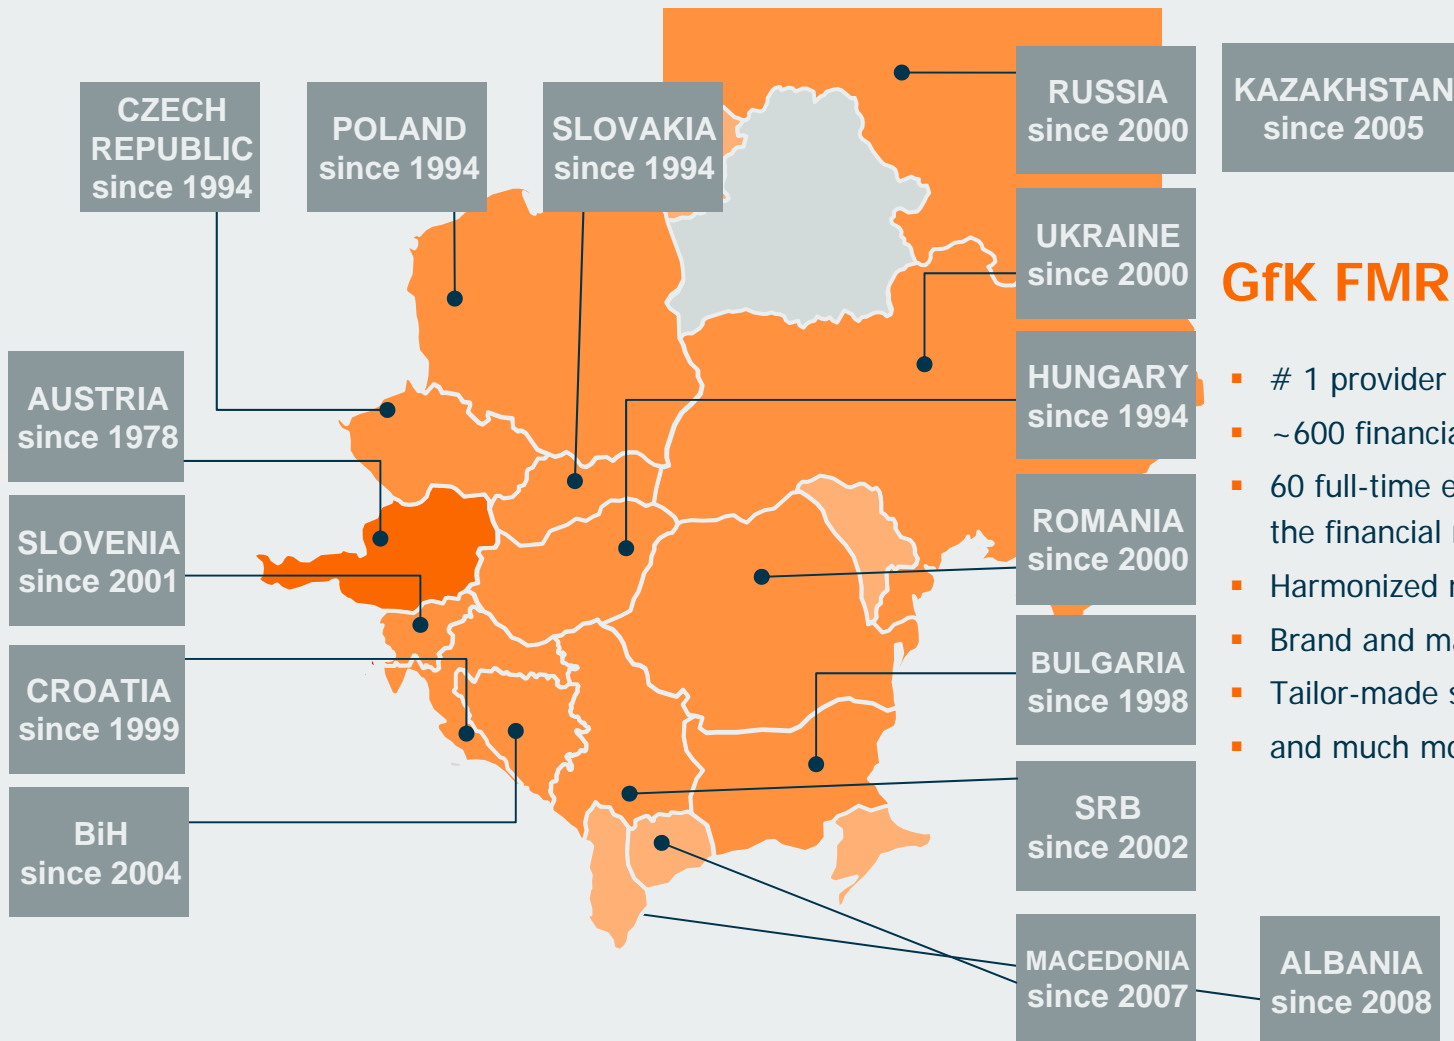 CZECH
REPUBLIC
since 1994
POLAND
since 1994
SLOVAKIA
since 1994
RUSSIA
since 2000
KAZAKHSTAN
since 2005
UKRAINE
since 2000
HUNGARY
since 1994
AUSTRIA
since 1978
SLOVENIA
since 2001
ROMANIA
since 2000
CROATIA
since 1999
BULGARIA
since 1998
BiH
since 2004
SRB
since 2002
MACEDONIA
since 2007
ALBANIA
since 2008
GfK FMR
▪ # 1 provider
▪ ~600
▪ 60 full-time
the financial
▪ Harmonized
▪ Brand and
▪ Tailor-made
▪ and much